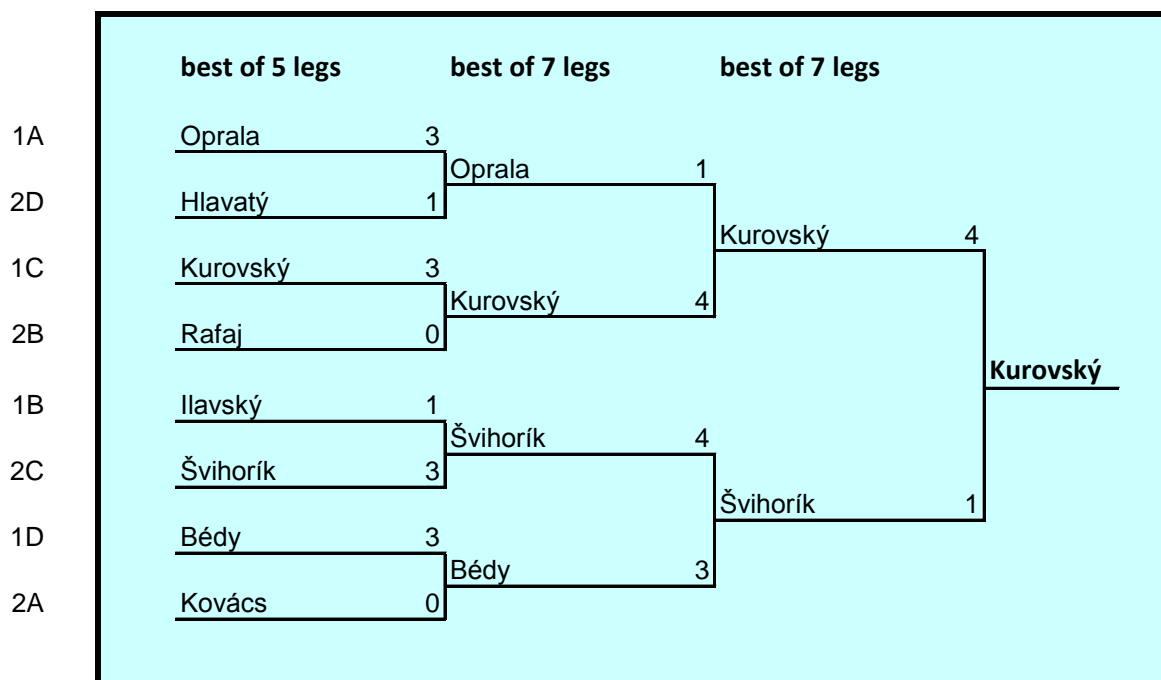 best of 5 legs best of 7 legs best of 7 legs
1A Oprala 3
Oprala 1
2D Hlavatý 1
Kurovský 4
1C Kurovský 3
Kurovský 4
2B Rafaj 0
Kurovský
1B Ilavský 1
Švihorík 4
2C Švihorík 3
Švihorík 1
1D Bédy 3
Bédy 3
2A Kovács 0